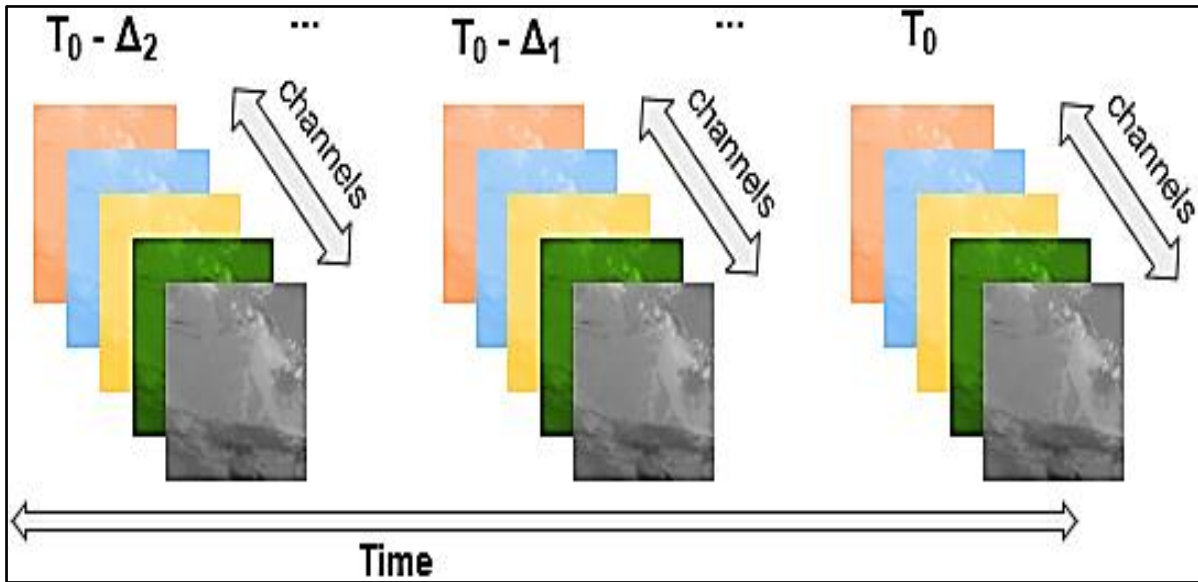 T₀ - Δ₂ ... T₀ - Δ₁ ... T₀
channels channels channels
Time